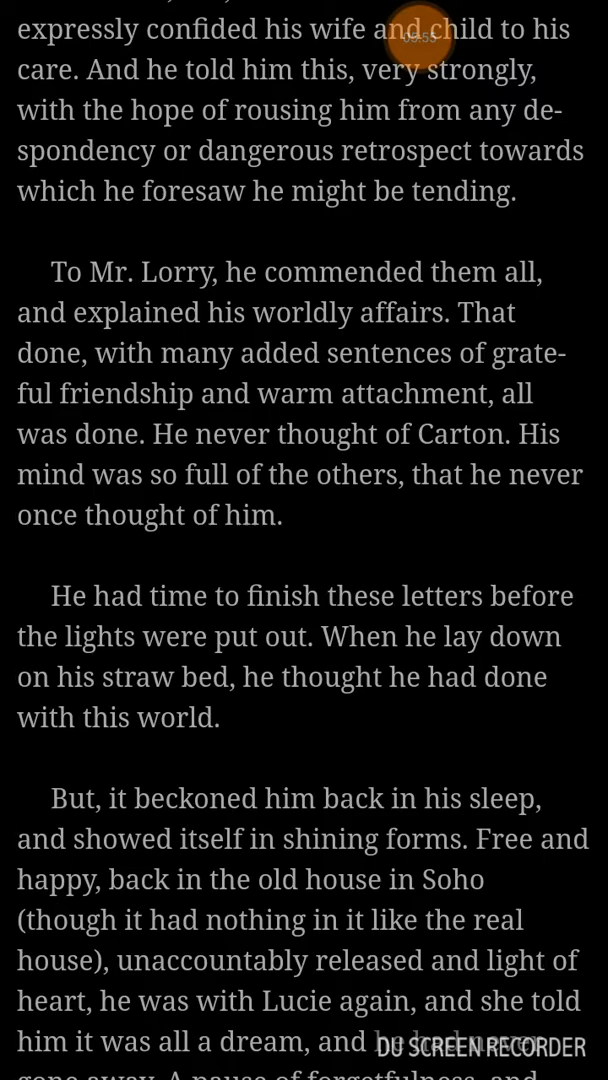 expressly confided his wife and child to his
care. And he told him this, very strongly,
with the hope of rousing him from any de-
spondency or dangerous retrospect towards
which he foresaw he might be tending.
To Mr. Lorry, he commended them all,
and explained his worldly affairs. That
done, with many added sentences of grate-
ful friendship and warm attachment, all
was done. He never thought of Carton. His
mind was so full of the others, that he never
once thought of him.
He had time to finish these letters before
the lights were put out. When he lay down
on his straw bed, he thought he had done
with this world.
But, it beckoned him back in his sleep,
and showed itself in shining forms. Free and
happy, back in the old house in Soho
(though it had nothing in it like the real
house), unaccountably released and light of
heart, he was with Lucie again, and she told
him it was all a dream, and he had never
DU SCREEN RECORDER
gone away. A pause of forgetfulness, and